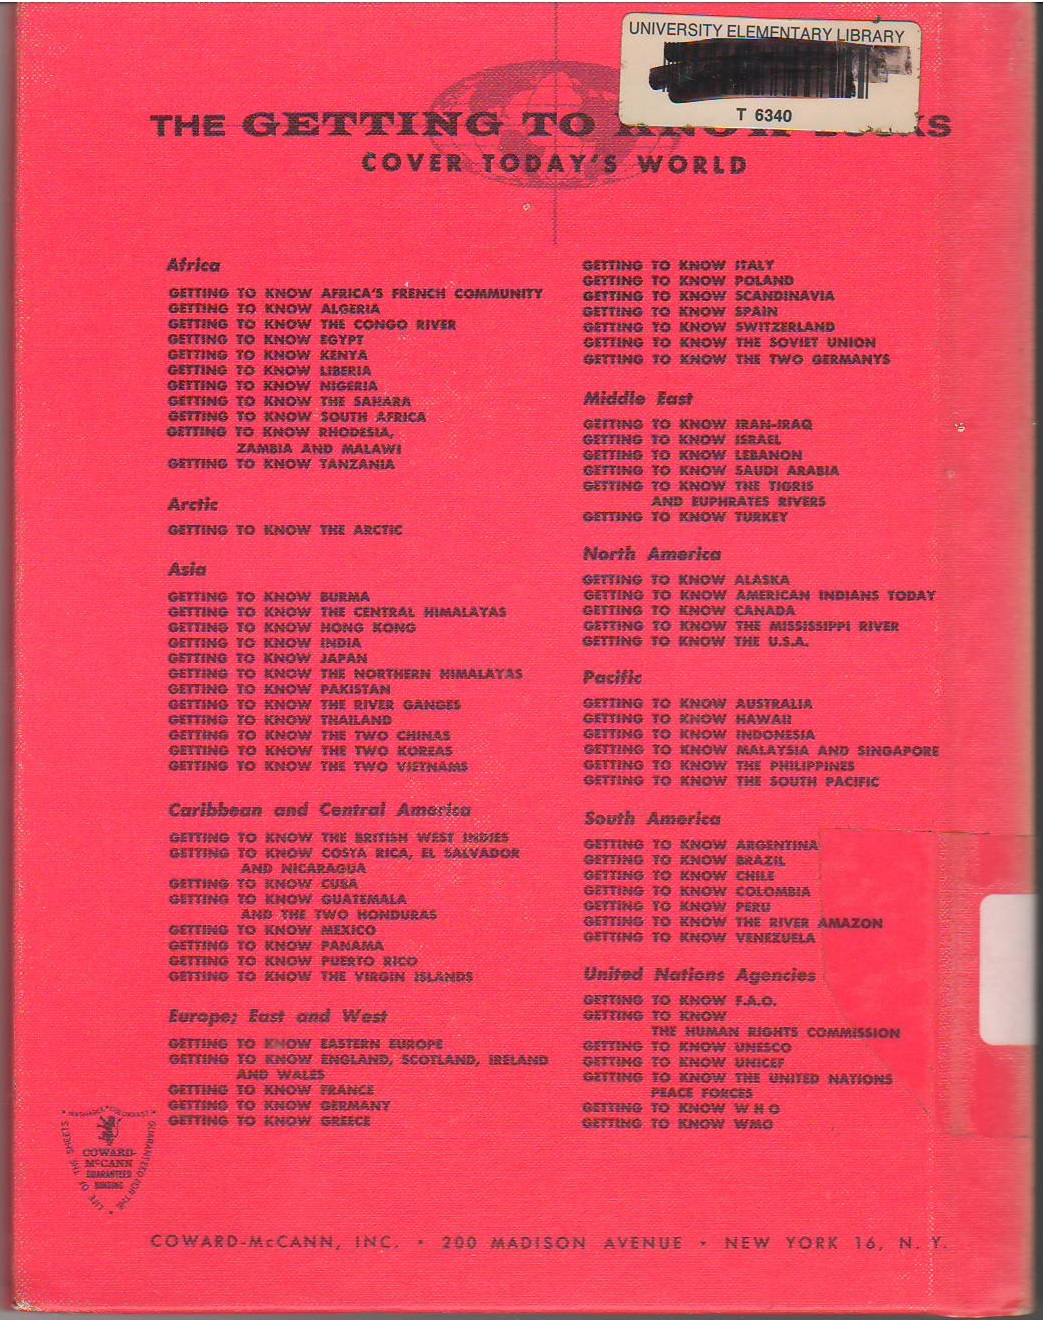 UNIVERSITY ELEMENTARY LIBRARY
T 6340
THE GETTING TO KNOW BOOKS
COVER TODAY'S WORLD
Africa
GETTING TO KNOW AFRICA'S FRENCH COMMUNITY
GETTING TO KNOW ALGERIA
GETTING TO KNOW THE CONGO RIVER
GETTING TO KNOW EGYPT
GETTING TO KNOW KENYA
GETTING TO KNOW LIBERIA
GETTING TO KNOW NIGERIA
GETTING TO KNOW THE SAHARA
GETTING TO KNOW SOUTH AFRICA
GETTING TO KNOW RHODESIA,
ZAMBIA AND MALAWI
GETTING TO KNOW TANZANIA
Arctic
GETTING TO KNOW THE ARCTIC
Asia
GETTING TO KNOW BURMA
GETTING TO KNOW THE CENTRAL HIMALAYAS
GETTING TO KNOW HONG KONG
GETTING TO KNOW INDIA
GETTING TO KNOW JAPAN
GETTING TO KNOW THE NORTHERN HIMALAYAS
GETTING TO KNOW PAKISTAN
GETTING TO KNOW THE RIVER GANGES
GETTING TO KNOW THAILAND
GETTING TO KNOW THE TWO CHINAS
GETTING TO KNOW THE TWO KOREAS
GETTING TO KNOW THE TWO VIETNAMS
Caribbean and Central America
GETTING TO KNOW THE BRITISH WEST INDIES
GETTING TO KNOW COSTA RICA, EL SALVADOR
AND NICARAGUA
GETTING TO KNOW CUBA
GETTING TO KNOW GUATEMALA
AND THE TWO HONDURAS
GETTING TO KNOW MEXICO
GETTING TO KNOW PANAMA
GETTING TO KNOW PUERTO RICO
GETTING TO KNOW THE VIRGIN ISLANDS
Europe; East and West
GETTING TO KNOW EASTERN EUROPE
GETTING TO KNOW ENGLAND, SCOTLAND, IRELAND
AND WALES
GETTING TO KNOW FRANCE
GETTING TO KNOW GERMANY
GETTING TO KNOW GREECE
GETTING TO KNOW ITALY
GETTING TO KNOW POLAND
GETTING TO KNOW SCANDINAVIA
GETTING TO KNOW SPAIN
GETTING TO KNOW SWITZERLAND
GETTING TO KNOW THE SOVIET UNION
GETTING TO KNOW THE TWO GERMANYS
Middle East
GETTING TO KNOW IRAN-IRAQ
GETTING TO KNOW ISRAEL
GETTING TO KNOW LEBANON
GETTING TO KNOW SAUDI ARABIA
GETTING TO KNOW THE TIGRIS
AND EUPHRATES RIVERS
GETTING TO KNOW TURKEY
North America
GETTING TO KNOW ALASKA
GETTING TO KNOW AMERICAN INDIANS TODAY
GETTING TO KNOW CANADA
GETTING TO KNOW THE MISSISSIPPI RIVER
GETTING TO KNOW THE U.S.A.
Pacific
GETTING TO KNOW AUSTRALIA
GETTING TO KNOW HAWAII
GETTING TO KNOW INDONESIA
GETTING TO KNOW MALAYSIA AND SINGAPORE
GETTING TO KNOW THE PHILIPPINES
GETTING TO KNOW THE SOUTH PACIFIC
South America
GETTING TO KNOW ARGENTINA
GETTING TO KNOW BRAZIL
GETTING TO KNOW CHILE
GETTING TO KNOW COLOMBIA
GETTING TO KNOW PERU
GETTING TO KNOW THE RIVER AMAZON
GETTING TO KNOW VENEZUELA
United Nations Agencies
GETTING TO KNOW F.A.O.
GETTING TO KNOW
THE HUMAN RIGHTS COMMISSION
GETTING TO KNOW UNESCO
GETTING TO KNOW UNICEF
GETTING TO KNOW THE UNITED NATIONS
PEACE FORCES
GETTING TO KNOW W H O
GETTING TO KNOW WMO
GUARANTEED FOR THE LIFE OF THE SHEETS
COWARD-
McCANN
GUARANTEED
BINDING
COWARD-McCANN, INC. • 200 MADISON AVENUE • NEW YORK 16, N. Y.